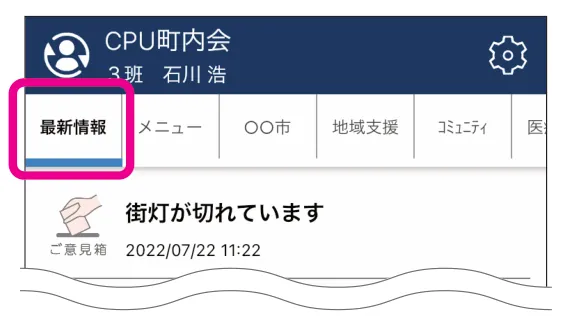 CPU町内会
3班 石川 浩
最新情報 メニュー 〇〇市 地域支援 ｺﾐｭﾆﾃｨ
街灯が切れています
ご意見箱 2022/07/22 11:22